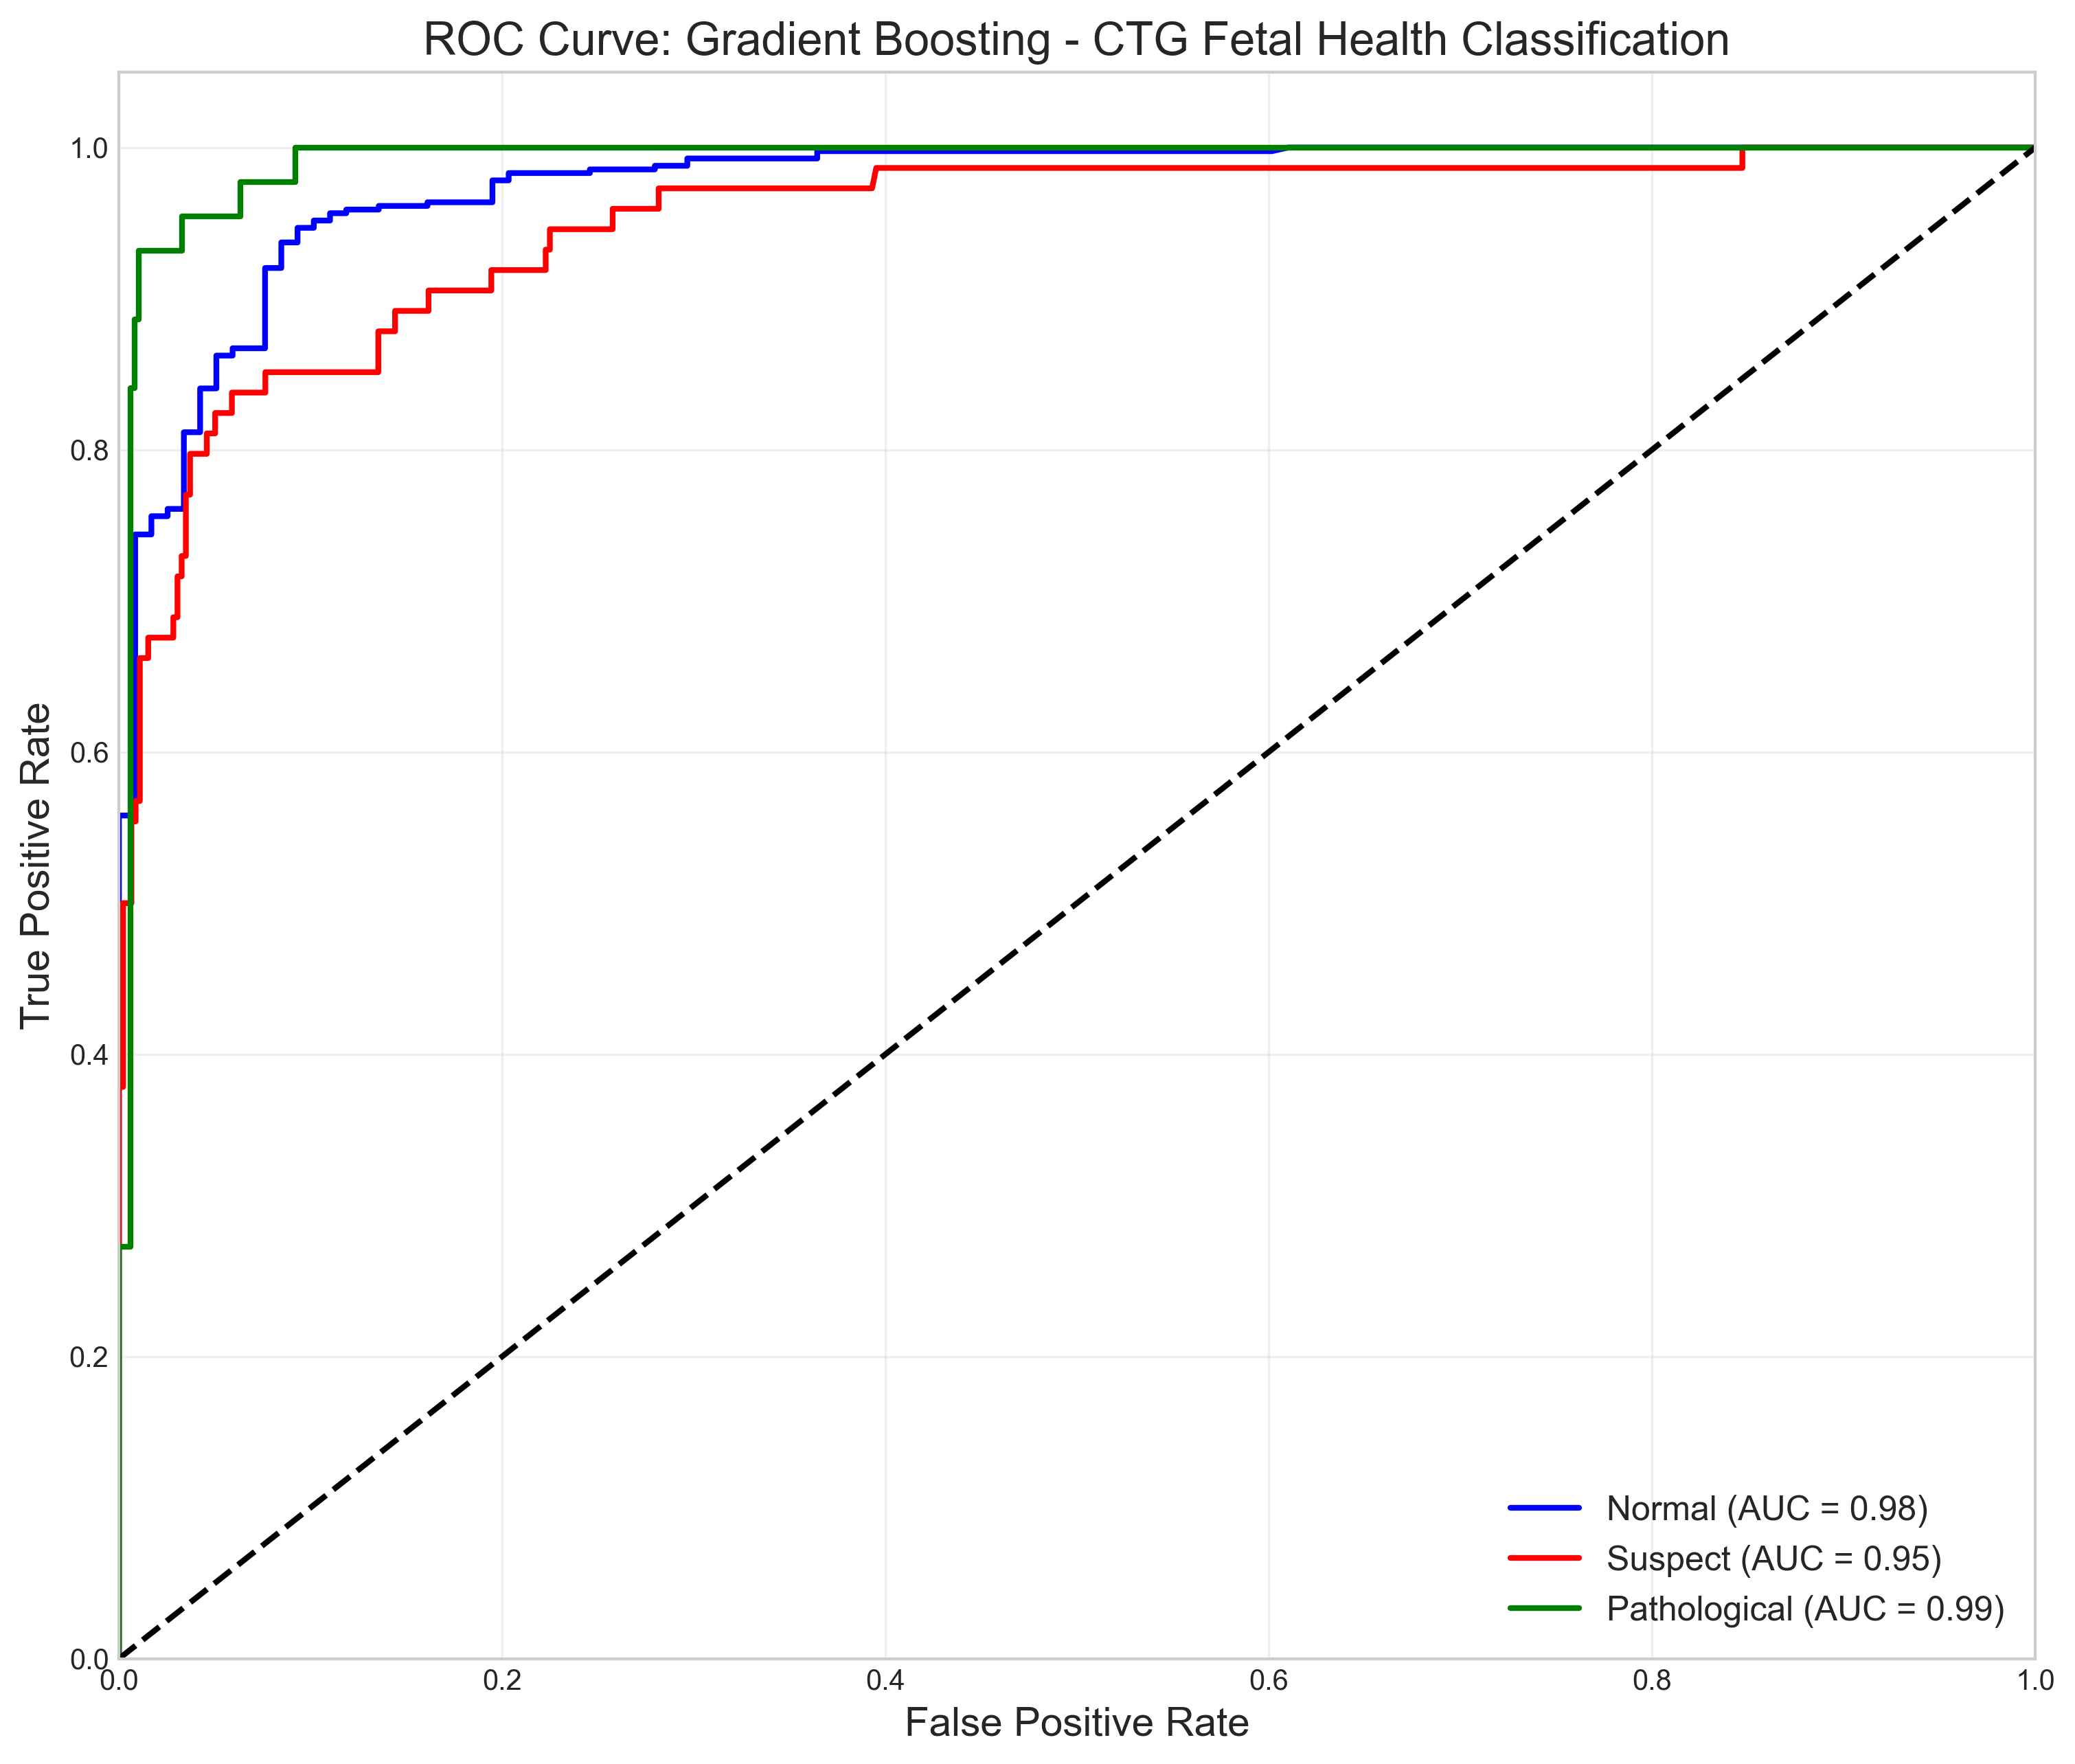 ROC Curve: Gradient Boosting - CTG Fetal Health Classification
True Positive Rate
1.0
0.8
0.6
0.4
0.2
0.0
0.0 0.2 0.4 0.6 0.8 1.0
False Positive Rate
Normal (AUC = 0.98)
Suspect (AUC = 0.95)
Pathological (AUC = 0.99)